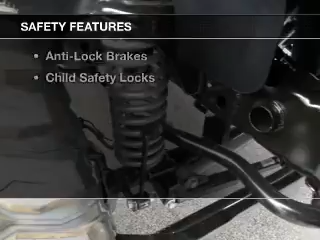 SAFETY FEATURES
• Anti-Lock Brakes
• Child Safety Locks